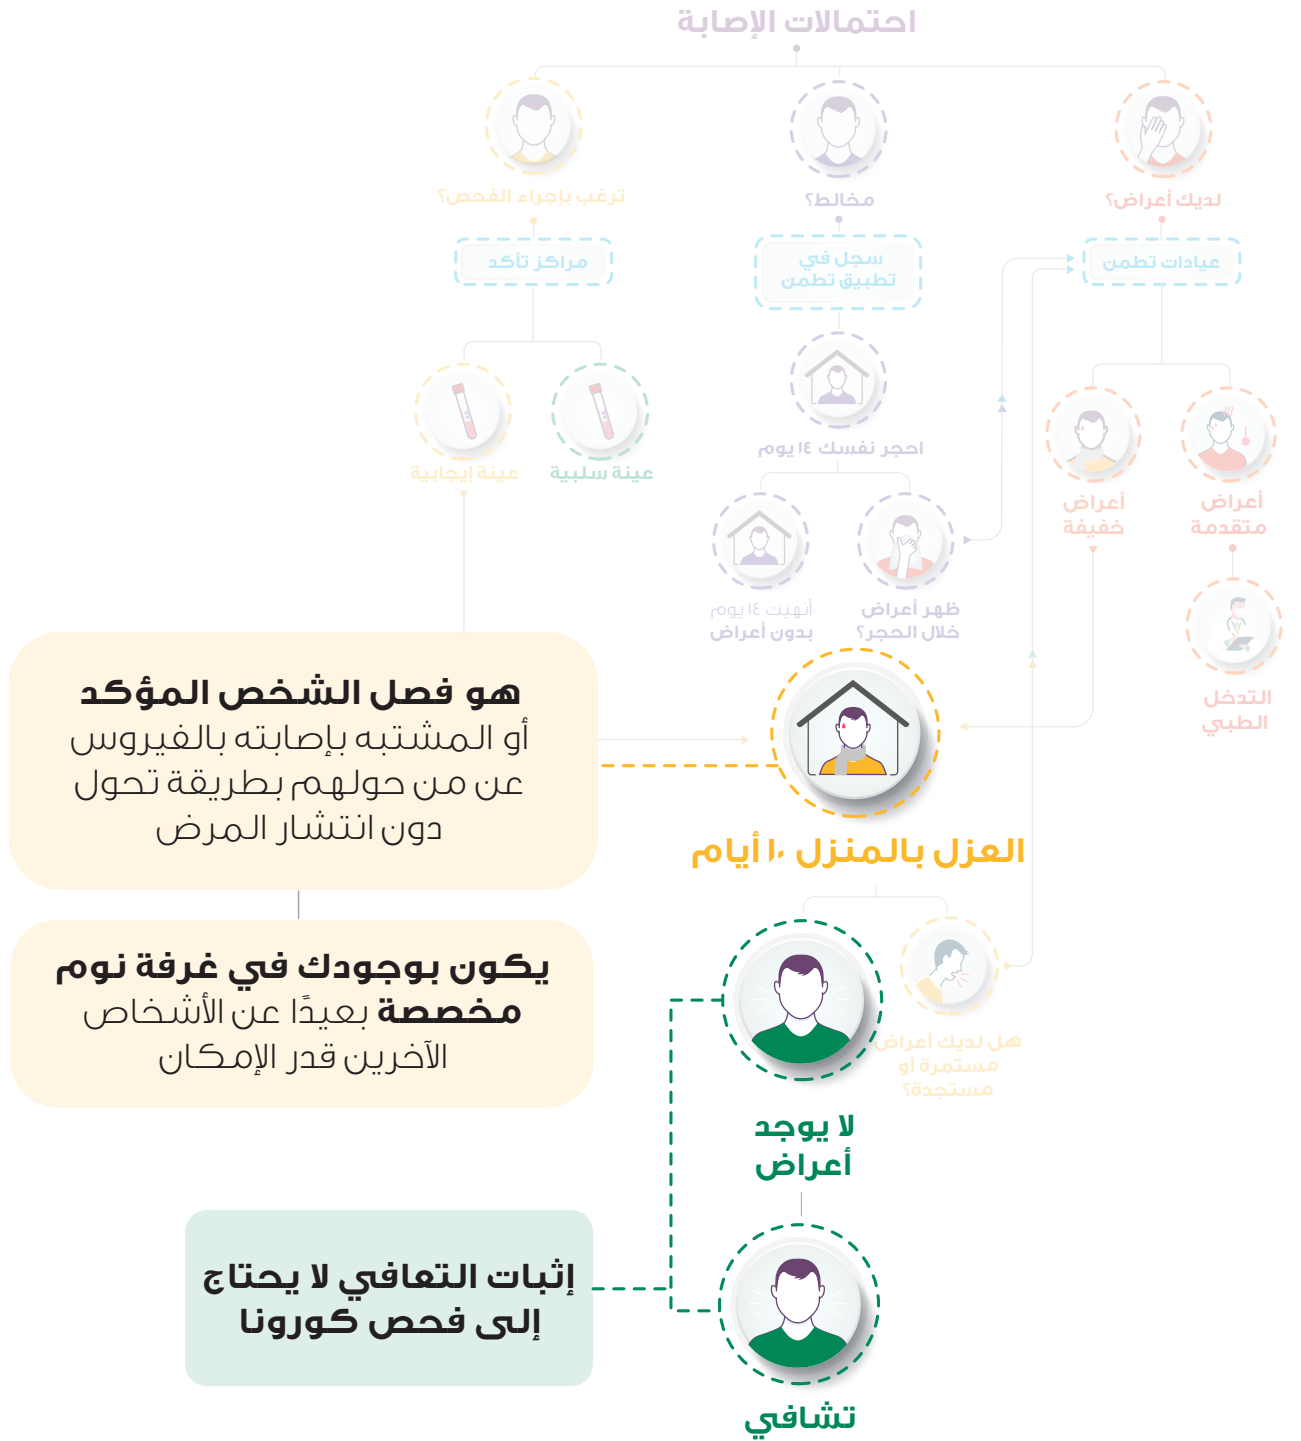 احتمالات الإصابة
لديك أعراض؟
مخالط؟
ترغب بإجراء الفحص؟
عيادات تطمن
سجل في
تطبيق تطمن
مراكز تأكد
احجر نفسك ١٤ يوم
عينة سلبية
عينة إيجابية
أعراض
متقدمة
أعراض
خفيفة
ظهر أعراض
خلال الحجر؟
أنهيت ١٤ يوم
بدون أعراض
التدخل
الطبي
هو فصل الشخص المؤكد
أو المشتبه بإصابته بالفيروس
عن من حولهم بطريقة تحول
دون انتشار المرض
العزل بالمنزل ١٠ أيام
يكون بوجودك في غرفة نوم
مخصصة بعيدًا عن الأشخاص
الآخرين قدر الإمكان
هل لديك أعراض
مستمرة أو
مستجدة؟
لا يوجد
أعراض
إثبات التعافي لا يحتاج
إلى فحص كورونا
تشافي